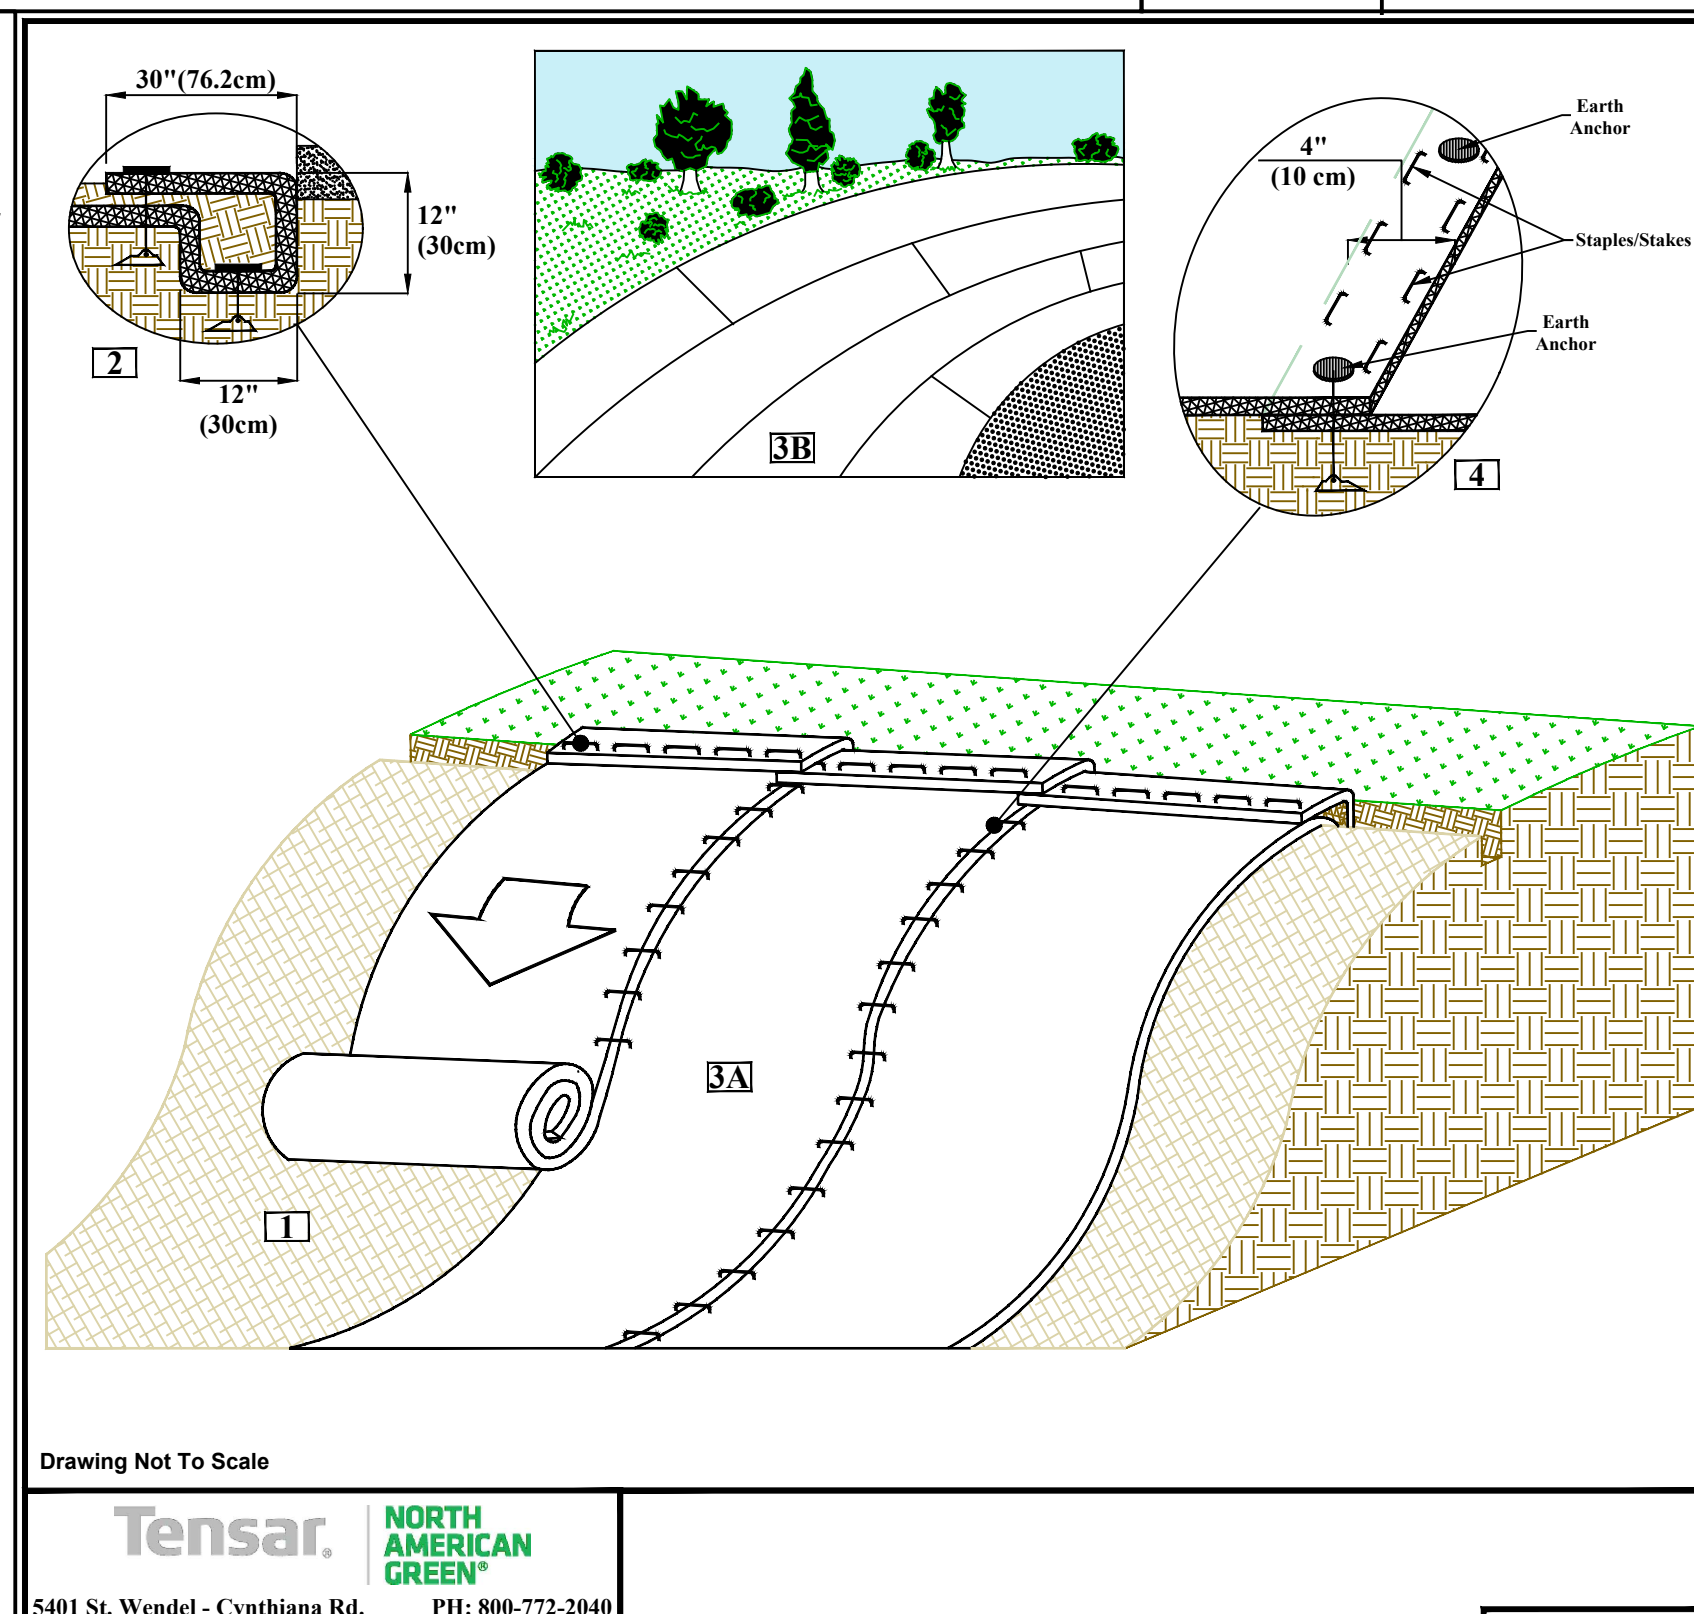 30"(76.2cm)
12"
(30cm)
2
12"
(30cm)
3B
4"
(10 cm)
Earth
Anchor
Staples/Stakes
Earth
Anchor
4
3A
1
Drawing Not To Scale
Tensar®
NORTH
AMERICAN
GREEN®
5401 St. Wendel - Cynthiana Rd. PH: 800-772-2040